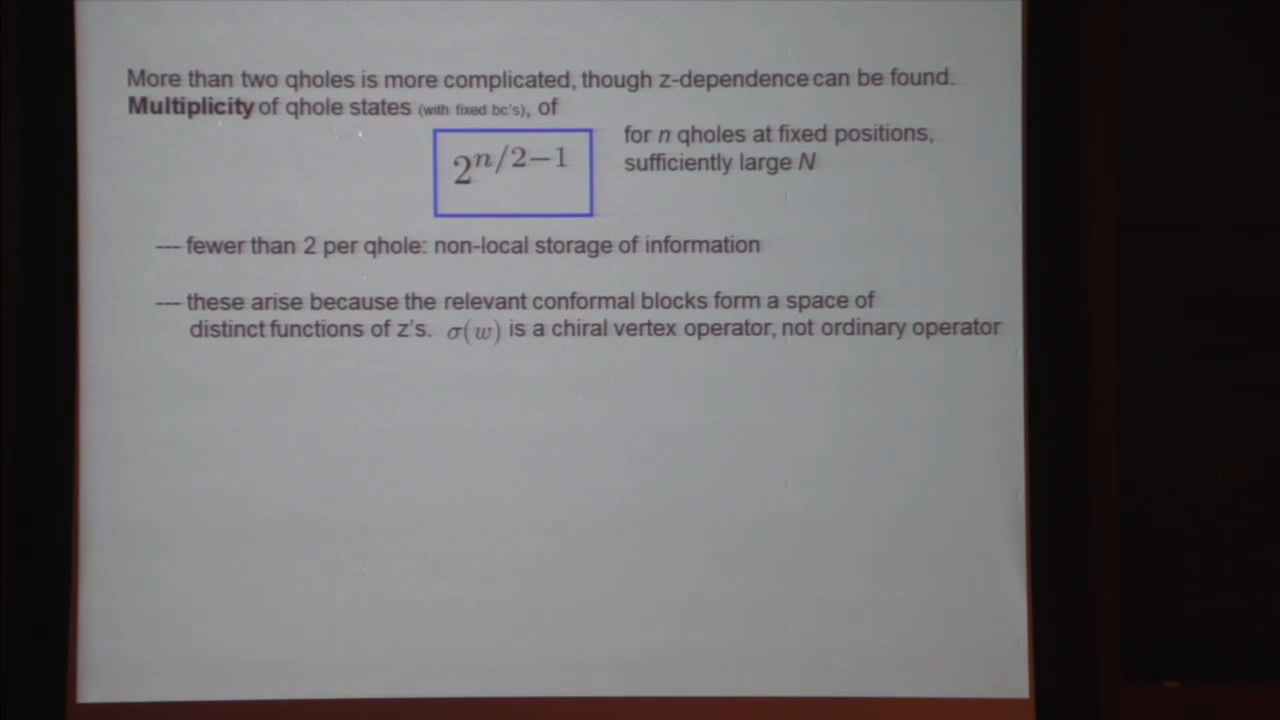 More than two qholes is more complicated, though z-dependence can be found.
Multiplicity of qhole states (with fixed bc's), of
2^{n/2-1}
for n qholes at fixed positions,
sufficiently large N
— fewer than 2 per qhole: non-local storage of information
— these arise because the relevant conformal blocks form a space of
distinct functions of z's. σ(w) is a chiral vertex operator, not ordinary operator